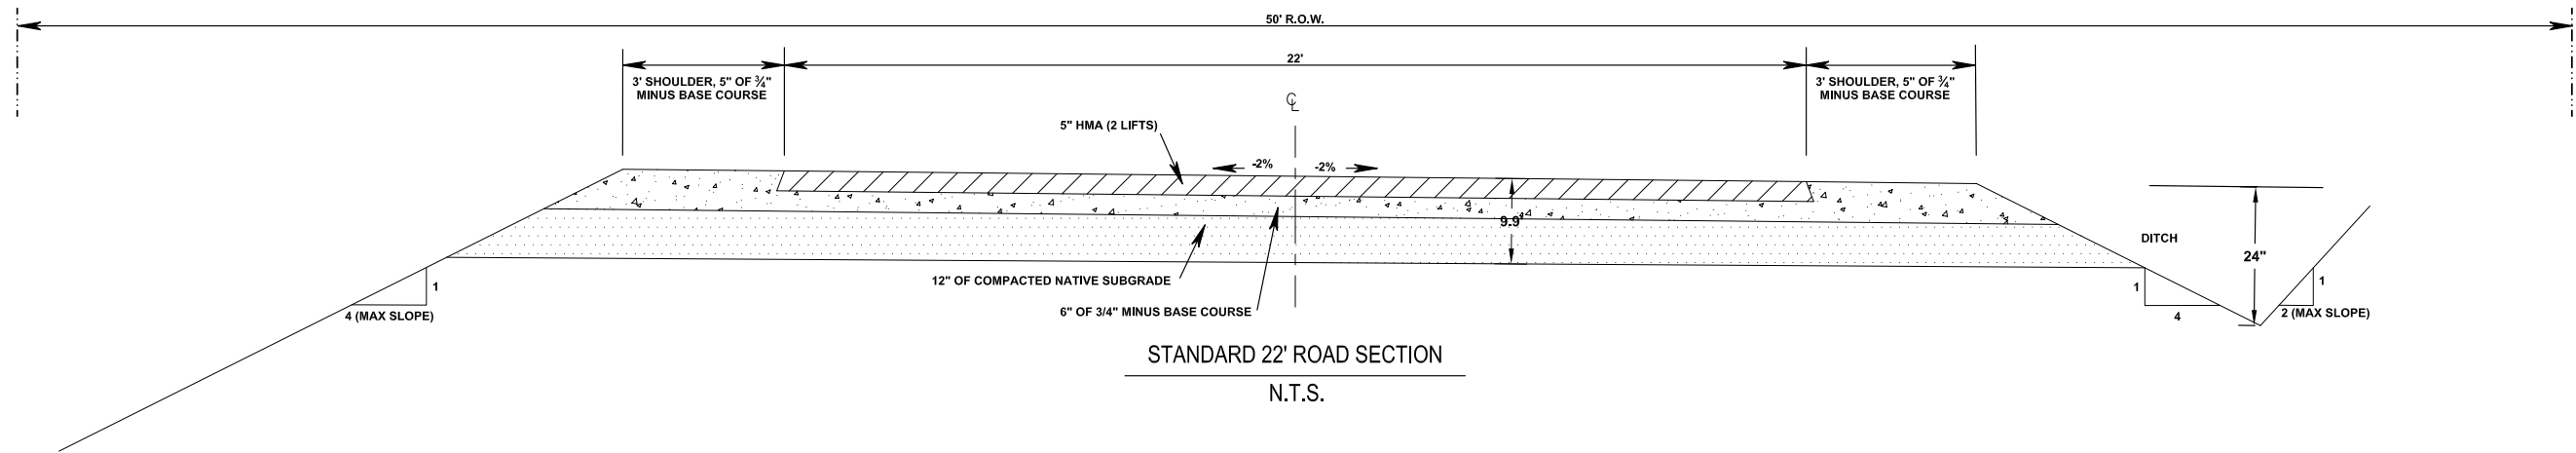 50' R.O.W.
22'
3' SHOULDER, 5" OF ¾"
MINUS BASE COURSE
3' SHOULDER, 5" OF ¾"
MINUS BASE COURSE
℄
5" HMA (2 LIFTS)
-2%
-2%
9.9'
DITCH
24"
12" OF COMPACTED NATIVE SUBGRADE
6" OF 3/4" MINUS BASE COURSE
1
4 (MAX SLOPE)
1
4
1
2 (MAX SLOPE)
STANDARD 22' ROAD SECTION
N.T.S.